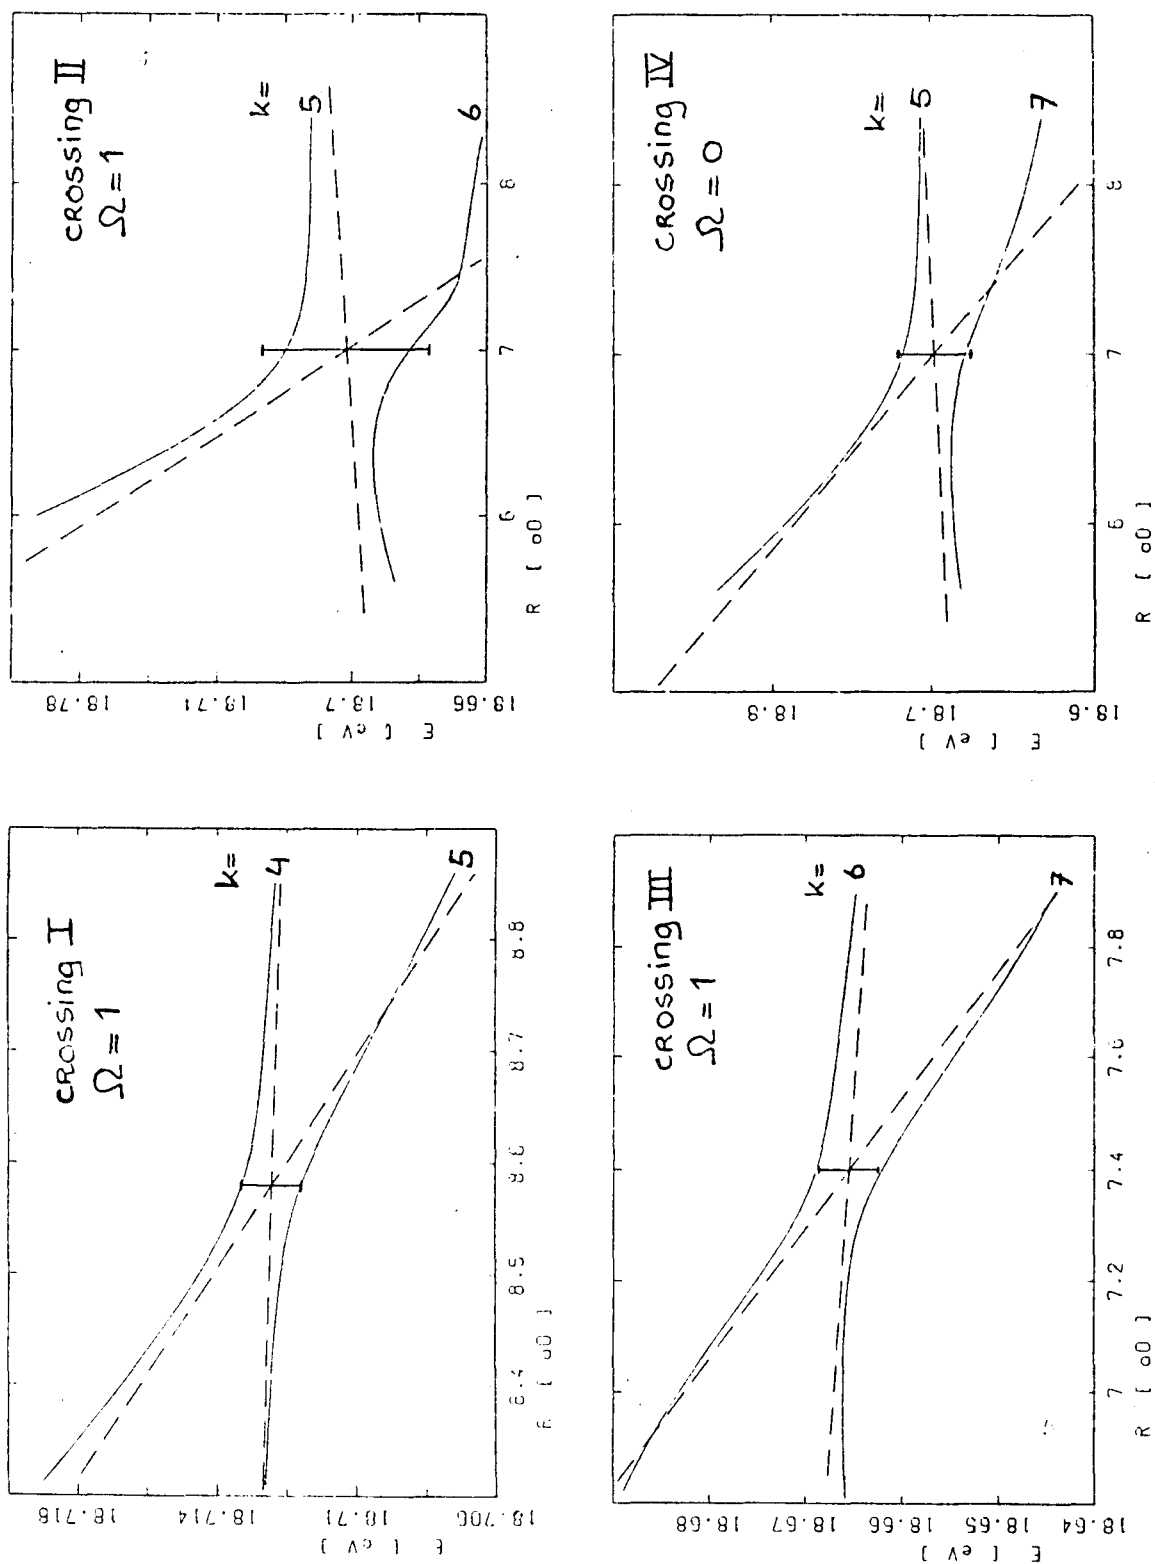 CROSSING I
Ω = 1
k=
4
5
18.718
18.714
18.71
18.706
E [ eV ]
8.4
8.5
8.6
8.7
8.8
R [ a0 ]
CROSSING II
Ω = 1
k=
5
6
18.78
18.74
18.7
18.66
E [ eV ]
6
7
8
R [ a0 ]
CROSSING III
Ω = 1
k=
6
7
18.68
18.67
18.66
18.65
18.64
E [ eV ]
7
7.2
7.4
7.6
7.8
R [ a0 ]
CROSSING IV
Ω = 0
k=
5
7
18.8
18.7
18.6
E [ eV ]
6
7
8
R [ a0 ]